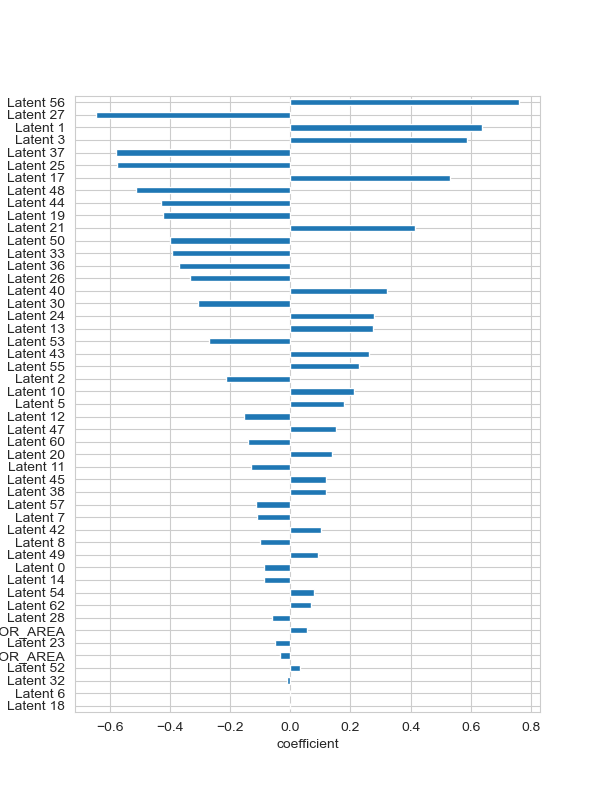 Latent 56
Latent 27
Latent 1
Latent 3
Latent 37
Latent 25
Latent 17
Latent 48
Latent 44
Latent 19
Latent 21
Latent 50
Latent 33
Latent 36
Latent 26
Latent 40
Latent 30
Latent 24
Latent 13
Latent 53
Latent 43
Latent 55
Latent 2
Latent 10
Latent 5
Latent 12
Latent 47
Latent 60
Latent 20
Latent 11
Latent 45
Latent 38
Latent 57
Latent 7
Latent 42
Latent 8
Latent 49
Latent 0
Latent 14
Latent 54
Latent 62
Latent 28
OR_AREA
Latent 23
OR_AREA
Latent 52
Latent 32
Latent 6
Latent 18
−0.6 −0.4 −0.2 0.0 0.2 0.4 0.6 0.8
coefficient